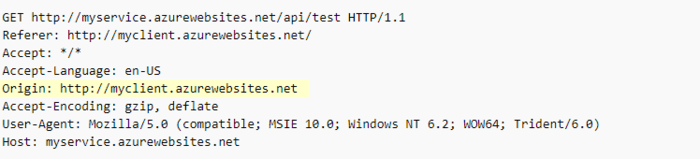 GET http://myservice.azurewebsites.net/api/test HTTP/1.1
Referer: http://myclient.azurewebsites.net/
Accept: */*
Accept-Language: en-US
Origin: http://myclient.azurewebsites.net
Accept-Encoding: gzip, deflate
User-Agent: Mozilla/5.0 (compatible; MSIE 10.0; Windows NT 6.2; WOW64; Trident/6.0)
Host: myservice.azurewebsites.net